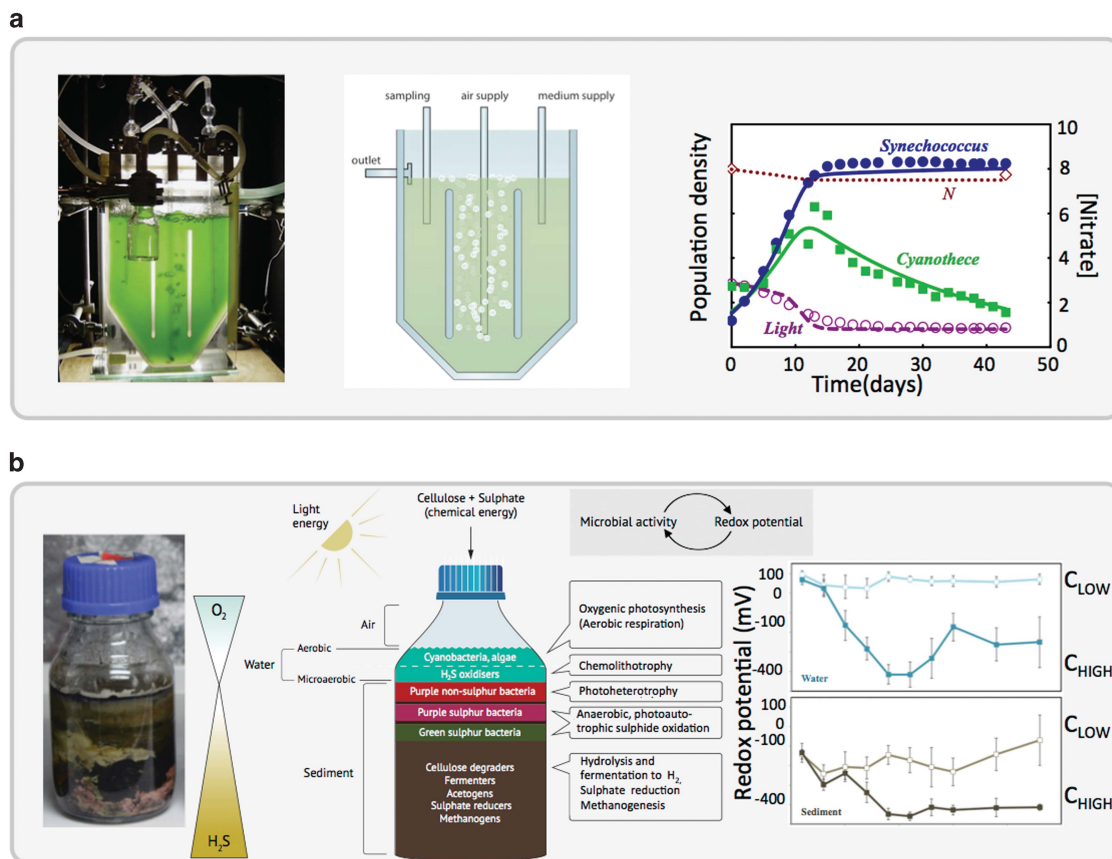 a
sampling
air supply
medium supply
outlet
Population density
Synechococcus
N
Cyanothece
Light
10
8
6
4
2
0
[Nitrate]
0
10
20
30
40
50
Time(days)
b
Light
energy
Cellulose + Sulphate
(chemical energy)
Microbial activity
Redox potential
O2
H2S
Air
Water
Aerobic
Microaerobic
Sediment
Cyanobacteria, algae
H2S oxidisers
Purple non-sulphur bacteria
Purple sulphur bacteria
Green sulphur bacteria
Cellulose degraders
Fermenters
Acetogens
Sulphate reducers
Methanogens
Oxygenic photosynthesis
(Aerobic respiration)
Chemolithotrophy
Photoheterotrophy
Anaerobic, photoauto-
trophic sulphide oxidation
Hydrolysis and
fermentation to H2,
Sulphate reduction
Methanogenesis
Redox potential (mV)
100
0
-100
-400
Water
CLOW
CHIGH
100
0
-100
-400
Sediment
CLOW
CHIGH